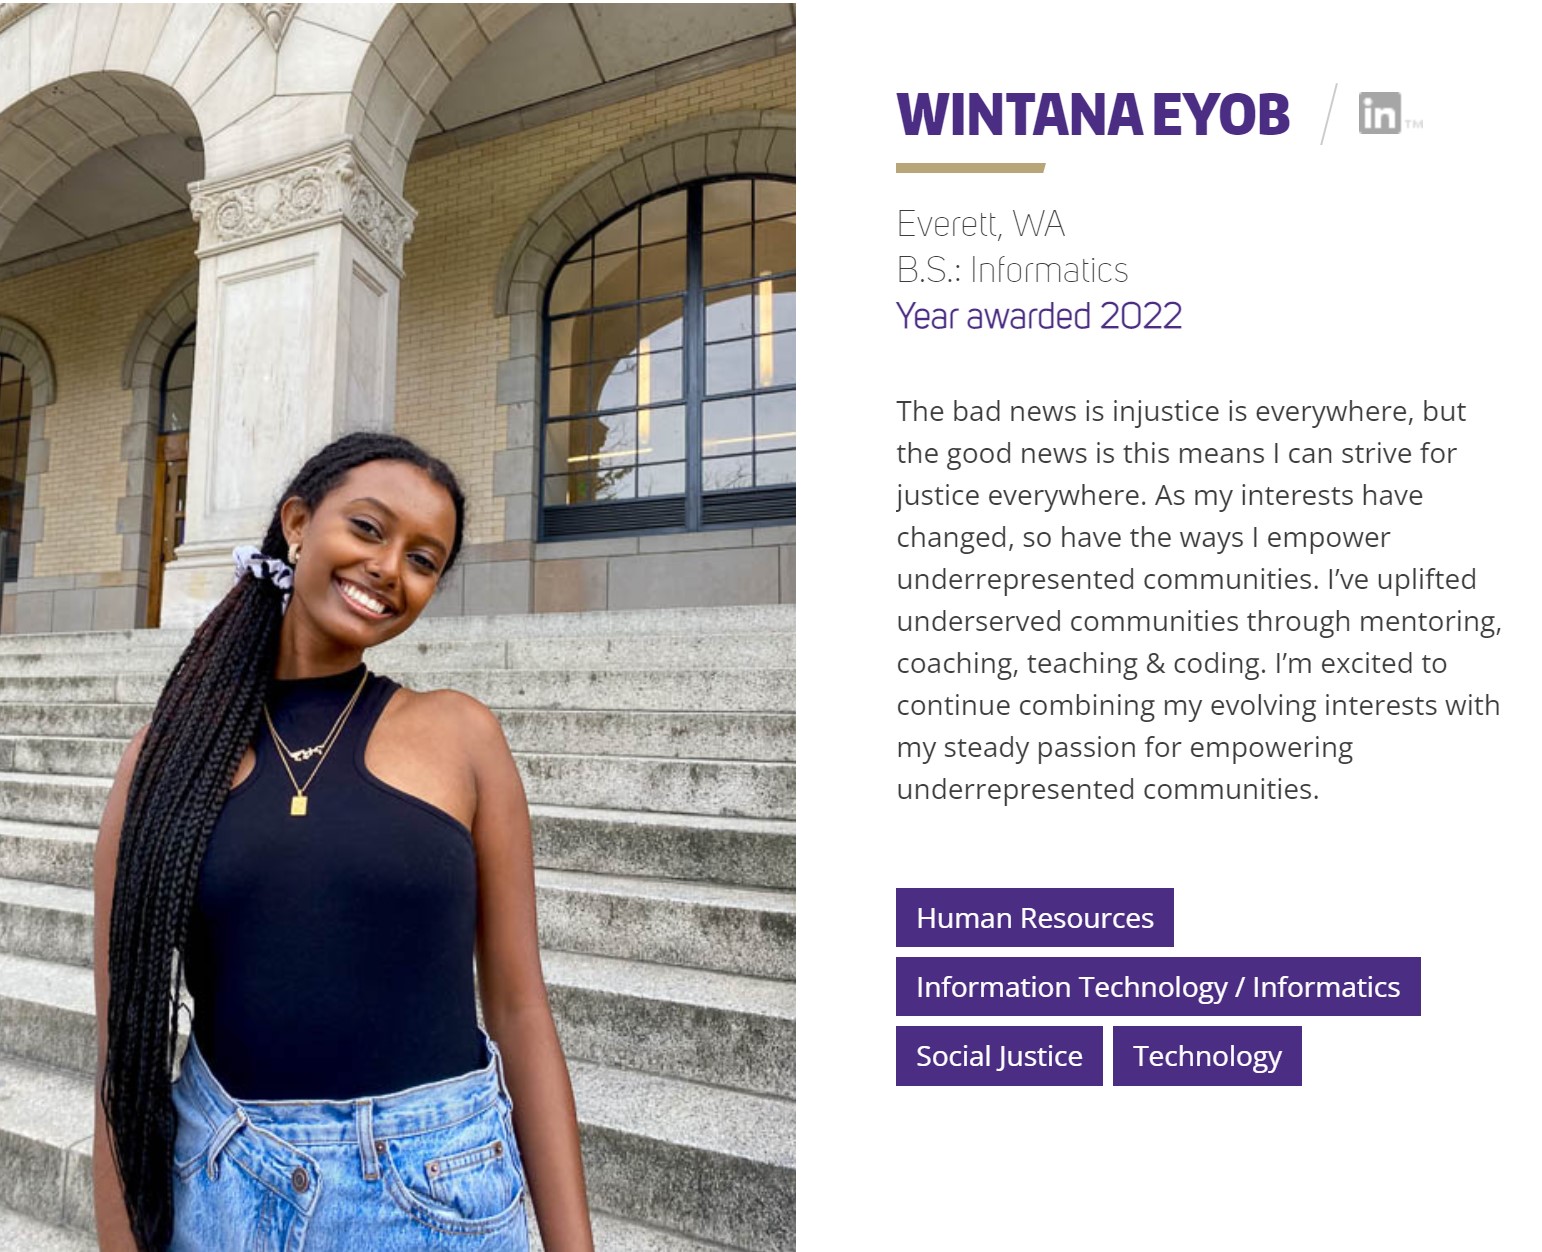 WINTANA EYOB
in TM
Everett, WA
B.S.: Informatics
Year awarded 2022
The bad news is injustice is everywhere, but
the good news is this means I can strive for
justice everywhere. As my interests have
changed, so have the ways I empower
underrepresented communities. I’ve uplifted
underserved communities through mentoring,
coaching, teaching & coding. I’m excited to
continue combining my evolving interests with
my steady passion for empowering
underrepresented communities.
Human Resources
Information Technology / Informatics
Social Justice
Technology